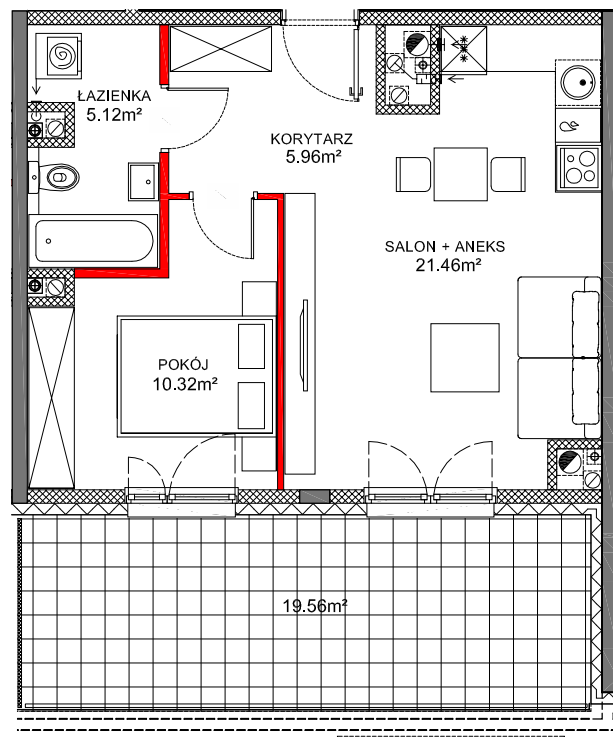 ŁAZIENKA
5.12m²
KORYTARZ
5.96m²
SALON + ANEKS
21.46m²
POKÓJ
10.32m²
19.56m²